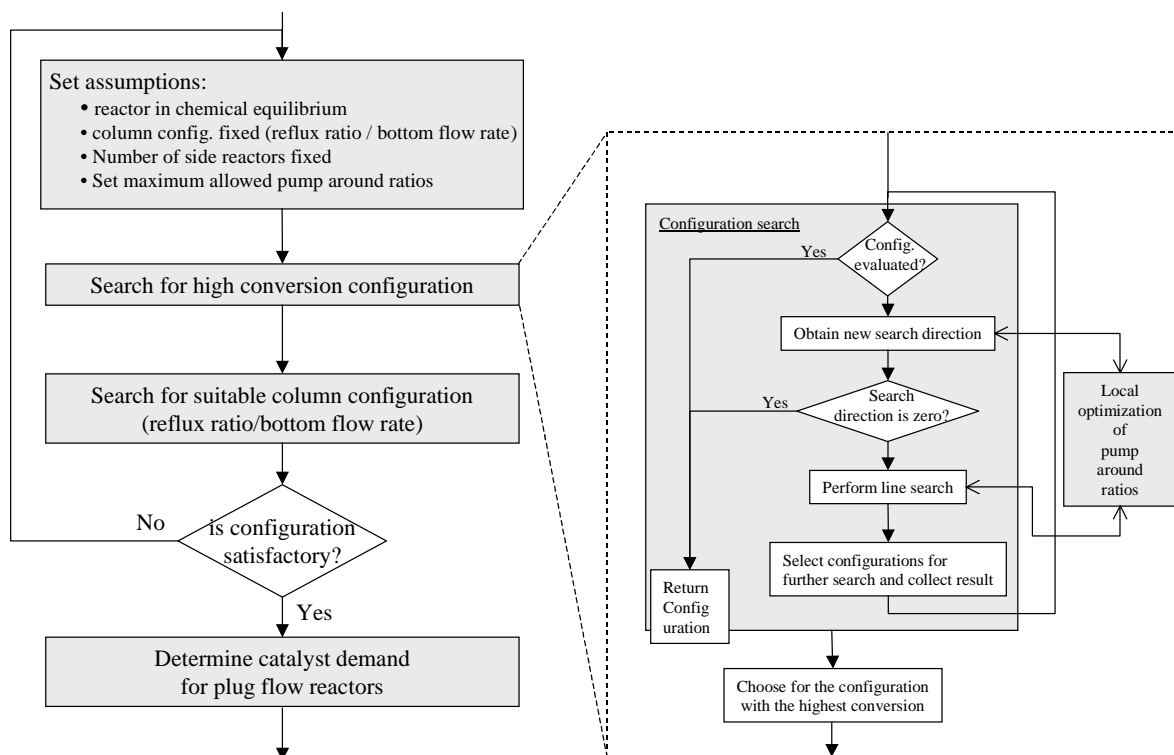 Set assumptions:
• reactor in chemical equilibrium
• column config. fixed (reflux ratio / bottom flow rate)
• Number of side reactors fixed
• Set maximum allowed pump around ratios
Search for high conversion configuration
Search for suitable column configuration
(reflux ratio/bottom flow rate)
No
is configuration
satisfactory?
Yes
Determine catalyst demand
for plug flow reactors
Configuration search
Config.
evaluated?
Yes
Obtain new search direction
Search
direction is zero?
Yes
Perform line search
Select configurations for
further search and collect result
Return
Config
uration
Local
optimization
of
pump
around
ratios
Choose for the configuration
with the highest conversion